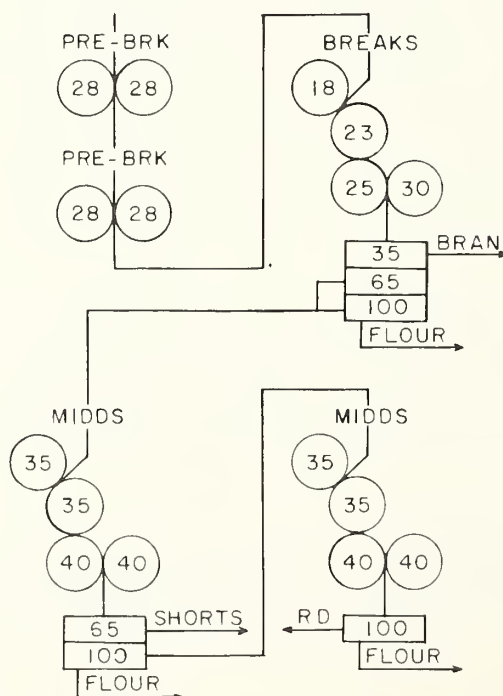 PRE-BRK
28 28
PRE-BRK
28 28
BREAKS
18
23
25 30
35
BRAN
65
100
FLOUR
MIDDS
35
35
40 40
65
SHORTS
100
FLOUR
MIDDS
35
35
40 40
RD
100
FLOUR